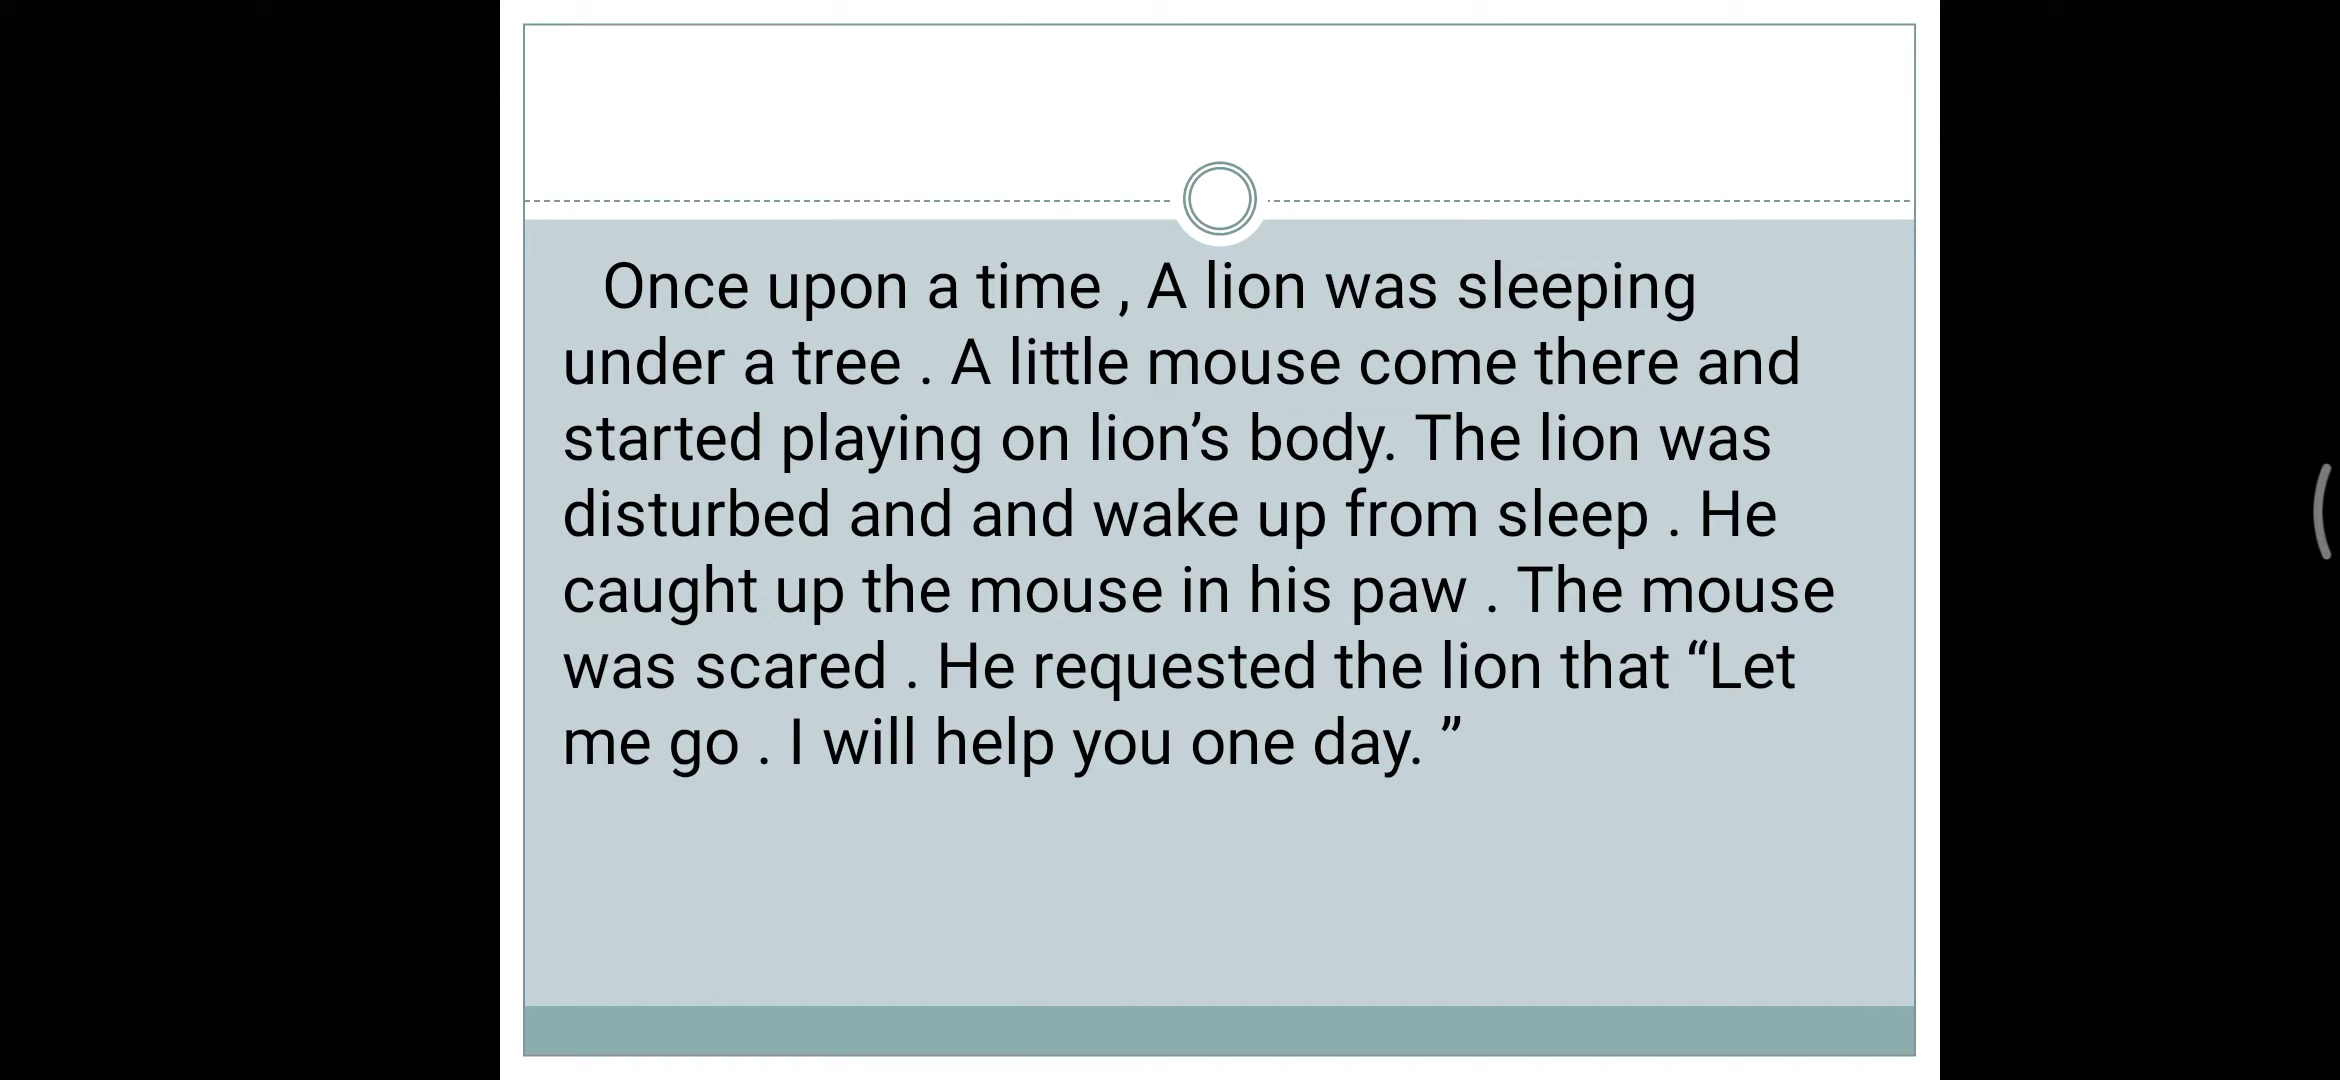 Once upon a time , A lion was sleeping
under a tree . A little mouse come there and
started playing on lion’s body. The lion was
disturbed and and wake up from sleep . He
caught up the mouse in his paw . The mouse
was scared . He requested the lion that “Let
me go . I will help you one day. ”